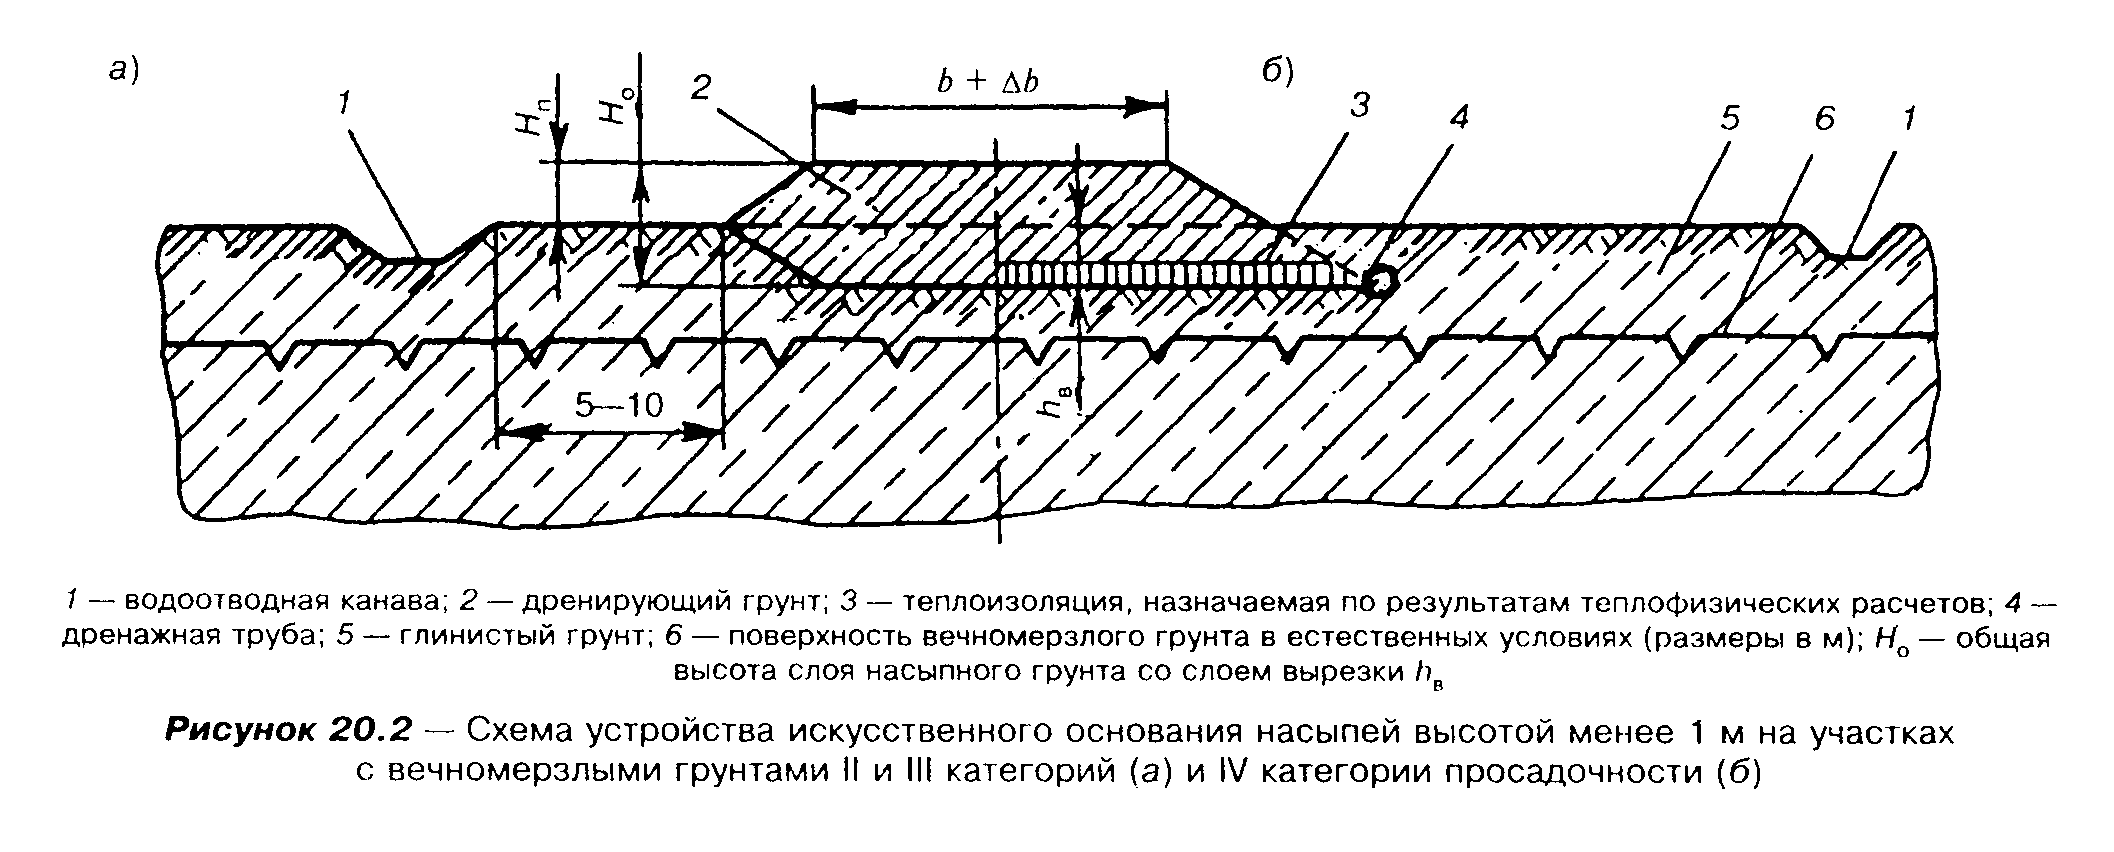 а)
б)
1
Hп
Hо
2
b + Δb
3
4
5
6
1
5—10
hв
1 — водоотводная канава; 2 — дренирующий грунт; 3 — теплоизоляция, назначаемая по результатам теплофизических расчетов; 4 —
дренажная труба; 5 — глинистый грунт; 6 — поверхность вечномерзлого грунта в естественных условиях (размеры в м); Hо — общая
высота слоя насыпного грунта со слоем вырезки hв
Рисунок 20.2 — Схема устройства искусственного основания насыпей высотой менее 1 м на участках
с вечномерзлыми грунтами II и III категорий (а) и IV категории просадочности (б)